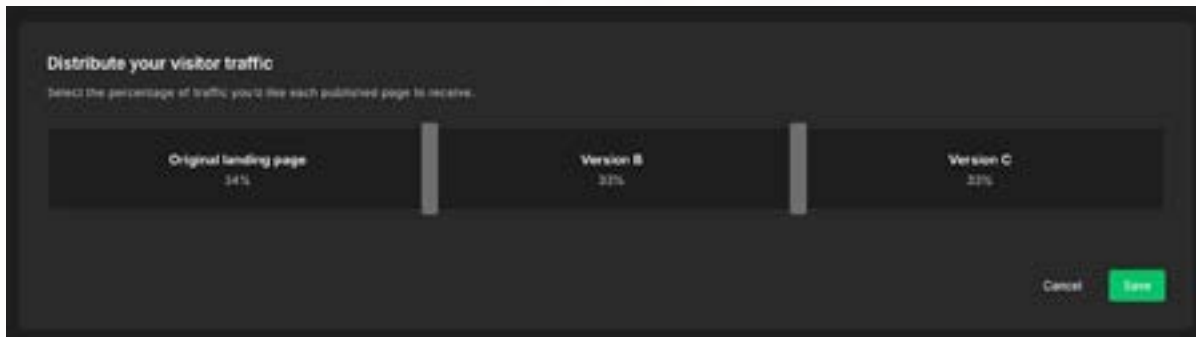 Distribute your visitor traffic
Select the percentage of traffic you'd like each published page to receive.
Original landing page
34%
Version B
33%
Version C
33%
Cancel
Save